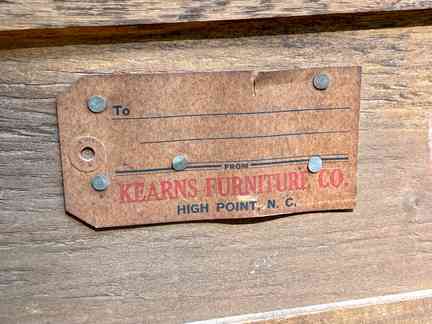 To
FROM
KEARNS FURNITURE CO.
HIGH POINT, N. C.